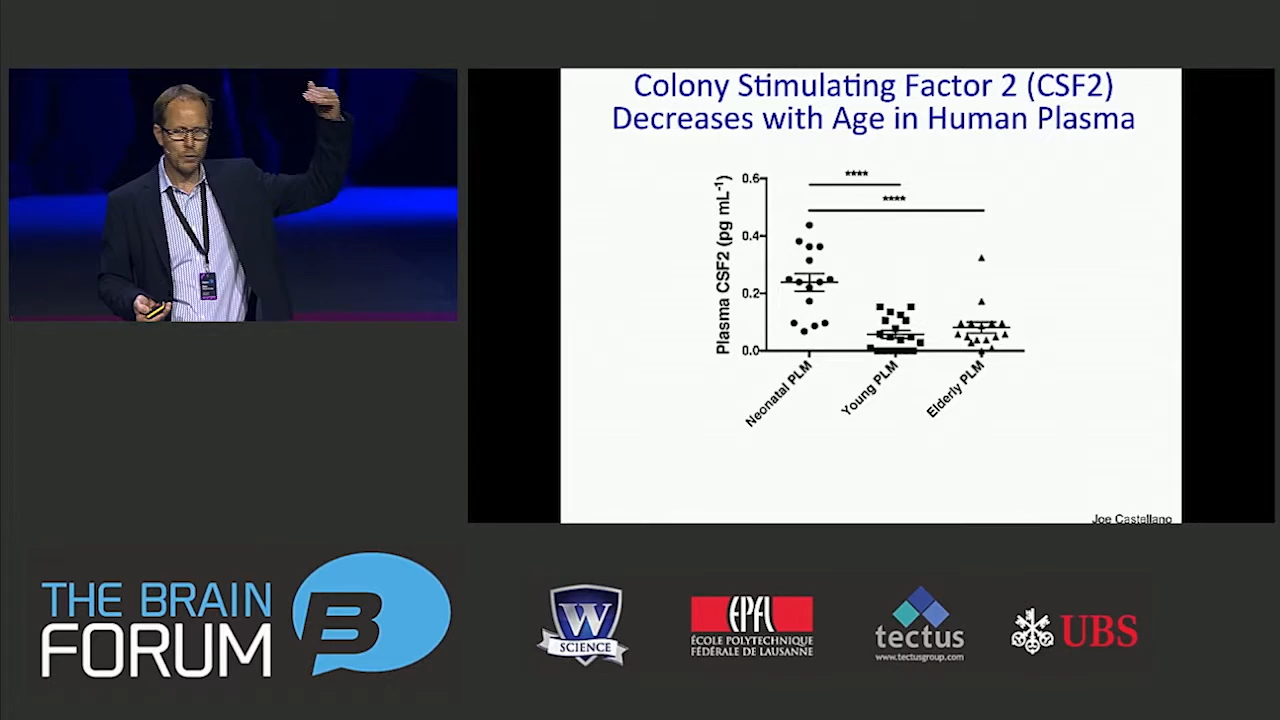 Colony Stimulating Factor 2 (CSF2)
Decreases with Age in Human Plasma
****
****
Plasma CSF2 (pg mL-1)
0.6
0.4
0.2
0.0
Neonatal PLM
Young PLM
Elderly PLM
Joe Castellano
THE BRAIN
FORUM
B
W
SCIENCE
EPFL
ÉCOLE POLYTECHNIQUE
FÉDÉRALE DE LAUSANNE
tectus
www.tectusgroup.com
UBS